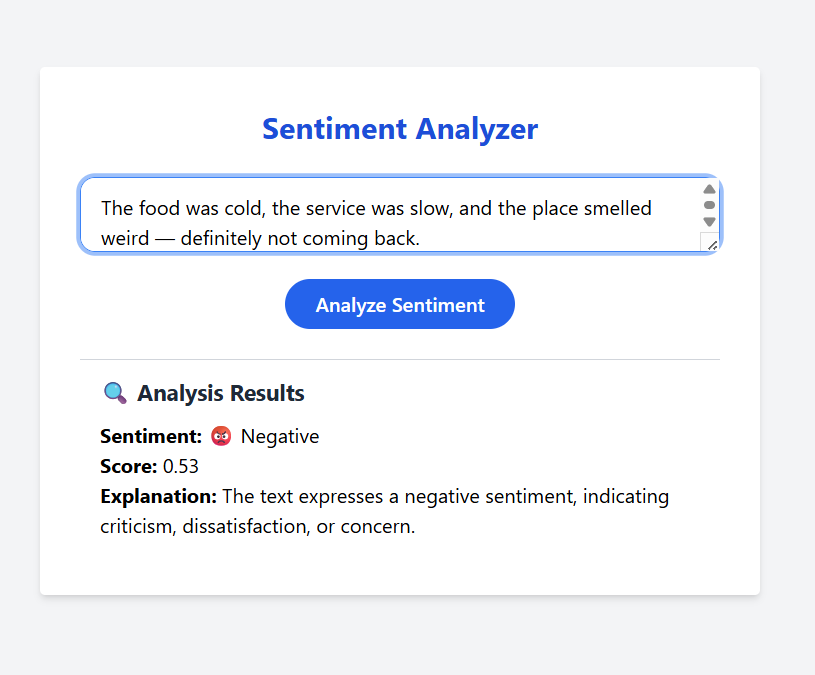 Sentiment Analyzer
The food was cold, the service was slow, and the place smelled
weird — definitely not coming back.
Analyze Sentiment
Analysis Results
Sentiment: Negative
Score: 0.53
Explanation: The text expresses a negative sentiment, indicating
criticism, dissatisfaction, or concern.